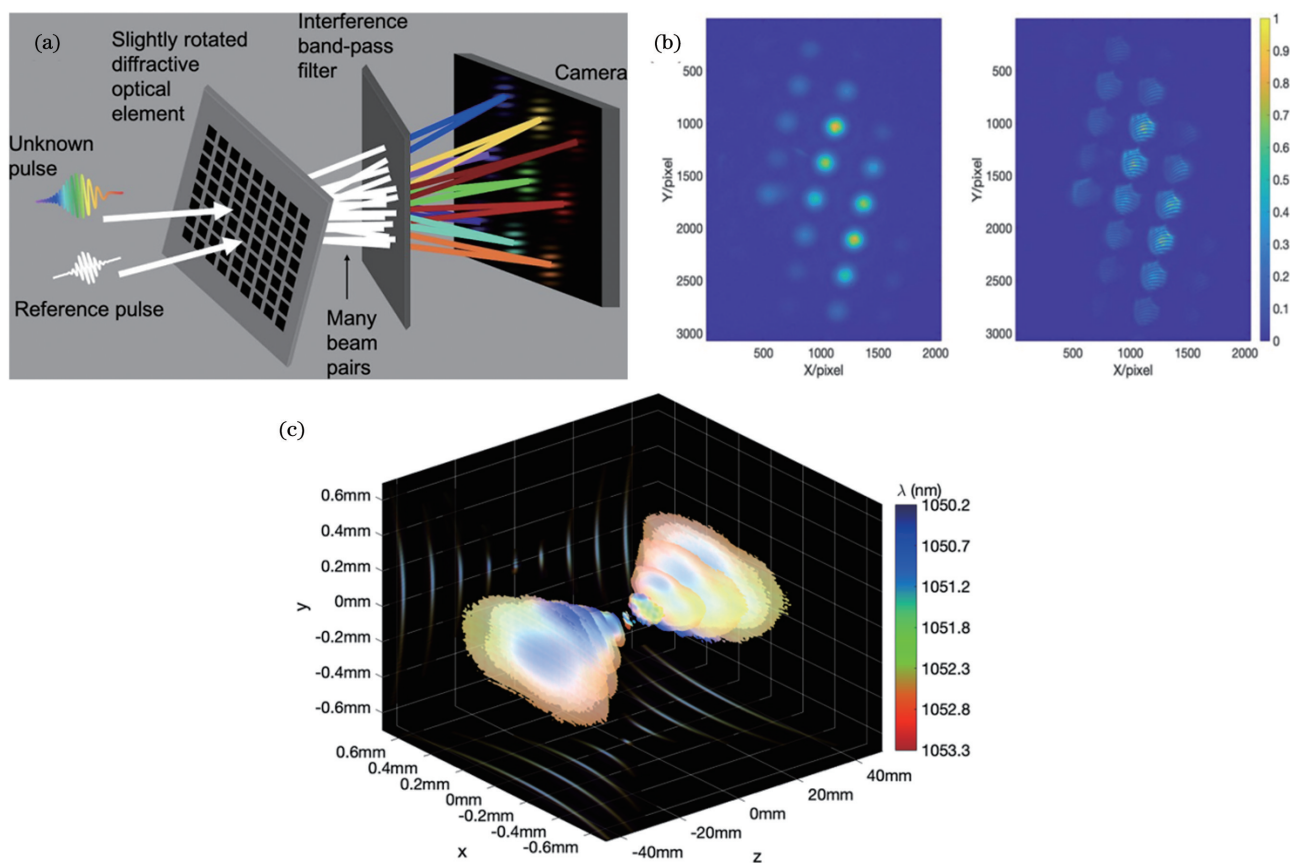 (a)
Slightly rotated
diffractive
optical
element
Interference
band-pass
filter
Camera
Unknown
pulse
Reference pulse
Many
beam
pairs
(b)
500
1000
1500
2000
2500
3000
Y/pixel
500
1000
1500
2000
X/pixel
500
1000
1500
2000
2500
3000
Y/pixel
500
1000
1500
2000
X/pixel
1
0.9
0.8
0.7
0.6
0.5
0.4
0.3
0.2
0.1
0
(c)
0.6mm
0.4mm
0.2mm
0mm
-0.2mm
-0.4mm
-0.6mm
y
0.6mm
0.4mm
0.2mm
0mm
-0.2mm
-0.4mm
-0.6mm
x
-40mm
-20mm
0mm
20mm
40mm
z
λ (nm)
1050.2
1050.7
1051.2
1051.8
1052.3
1052.8
1053.3